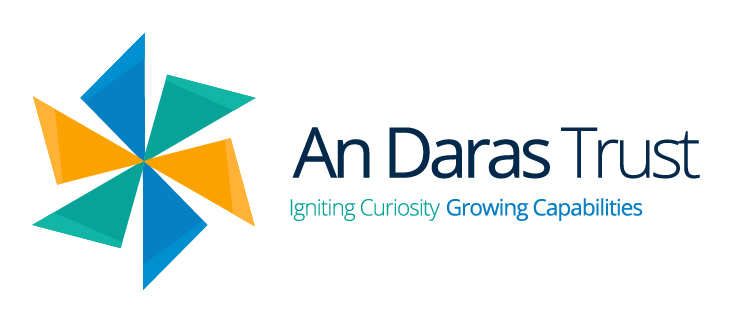 An Daras Trust
Igniting Curiosity Growing Capabilities